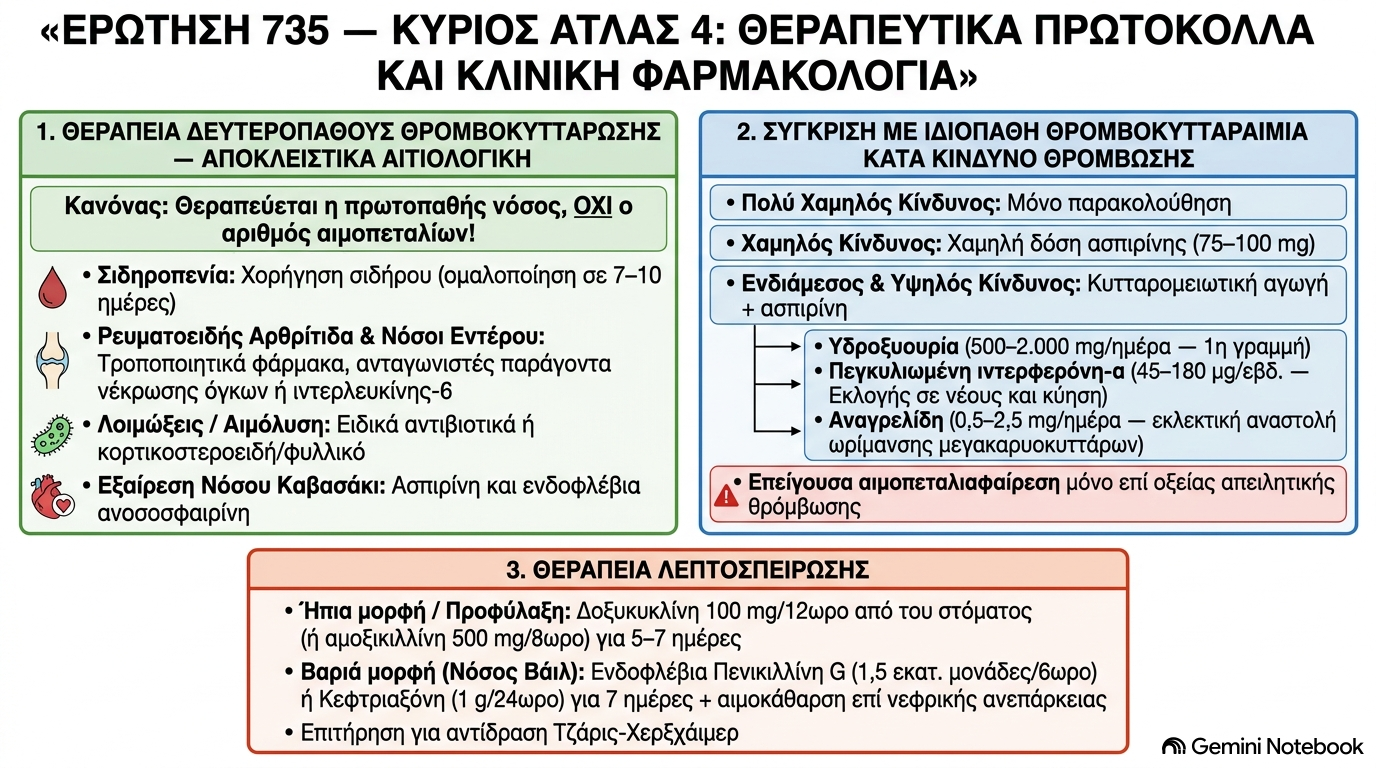 «ΕΡΩΤΗΣΗ 735 — ΚΥΡΙΟΣ ΑΤΛΑΣ 4: ΘΕΡΑΠΕΥΤΙΚΑ ΠΡΩΤΟΚΟΛΛΑ
ΚΑΙ ΚΛΙΝΙΚΗ ΦΑΡΜΑΚΟΛΟΓΙΑ»
1. ΘΕΡΑΠΕΙΑ ΔΕΥΤΕΡΟΠΑΘΟΥΣ ΘΡΟΜΒΟΚΥΤΤΑΡΩΣΗΣ
— ΑΠΟΚΛΕΙΣΤΙΚΑ ΑΙΤΙΟΛΟΓΙΚΗ
Κανόνας: Θεραπεύεται η πρωτοπαθής νόσος, ΟΧΙ ο
αριθμός αιμοπεταλίων!
• Σιδηροπενία: Χορήγηση σιδήρου (ομαλοποίηση σε 7–10
ημέρες)
• Ρευματοειδής Αρθρίτιδα & Νόσοι Εντέρου:
Τροποποιητικά φάρμακα, ανταγωνιστές παράγοντα
νέκρωσης όγκων ή ιντερλευκίνης-6
• Λοιμώξεις / Αιμόλυση: Ειδικά αντιβιοτικά ή
κορτικοστεροειδή/φυλλικό
• Εξαίρεση Νόσου Καβασάκι: Ασπιρίνη και ενδοφλέβια
ανοσοσφαιρίνη
2. ΣΥΓΚΡΙΣΗ ΜΕ ΙΔΙΟΠΑΘΗ ΘΡΟΜΒΟΚΥΤΤΑΡΑΙΜΙΑ
ΚΑΤΑ ΚΙΝΔΥΝΟ ΘΡΟΜΒΩΣΗΣ
• Πολύ Χαμηλός Κίνδυνος: Μόνο παρακολούθηση
• Χαμηλός Κίνδυνος: Χαμηλή δόση ασπιρίνης (75–100 mg)
• Ενδιάμεσος & Υψηλός Κίνδυνος: Κυτταρομειωτική αγωγή
+ ασπιρίνη
• Υδροξυουρία (500–2.000 mg/ημέρα — 1η γραμμή)
• Πεγκυλιωμένη ιντερφερόνη-α (45–180 μg/εβδ. —
Εκλογής σε νέους και κύηση)
• Αναγρελίδη (0,5–2,5 mg/ημέρα — εκλεκτική αναστολή
ωρίμανσης μεγακαρυοκυττάρων)
• Επείγουσα αιμοπεταλιαφαίρεση μόνο επί οξείας απειλητικής
θρόμβωσης
3. ΘΕΡΑΠΕΙΑ ΛΕΠΤΟΣΠΕΙΡΩΣΗΣ
• Ήπια μορφή / Προφύλαξη: Δοξυκυκλίνη 100 mg/12ωρο από του στόματος
(ή αμοξικιλλίνη 500 mg/8ωρο) για 5–7 ημέρες
• Βαριά μορφή (Νόσος Βάιλ): Ενδοφλέβια Πενικιλλίνη G (1,5 εκατ. μονάδες/6ωρο)
ή Κεφτριαξόνη (1 g/24ωρο) για 7 ημέρες + αιμοκάθαρση επί νεφρικής ανεπάρκειας
• Επιτήρηση για αντίδραση Τζάρις-Χερξχάιμερ
Gemini Notebook